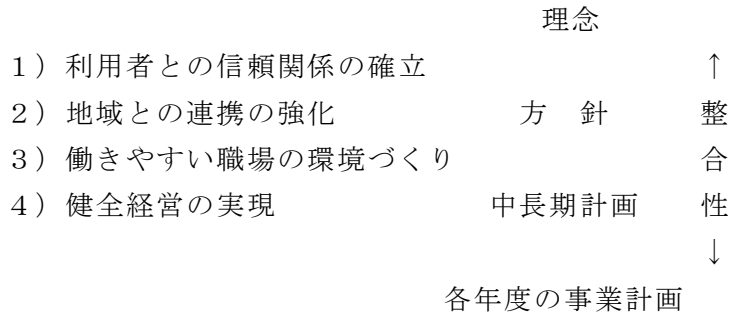 理念
１）利用者との信頼関係の確立 ↑
２）地域との連携の強化 方　針 整
３）働きやすい職場の環境づくり 合
４）健全経営の実現 中長期計画 性
↓
各年度の事業計画